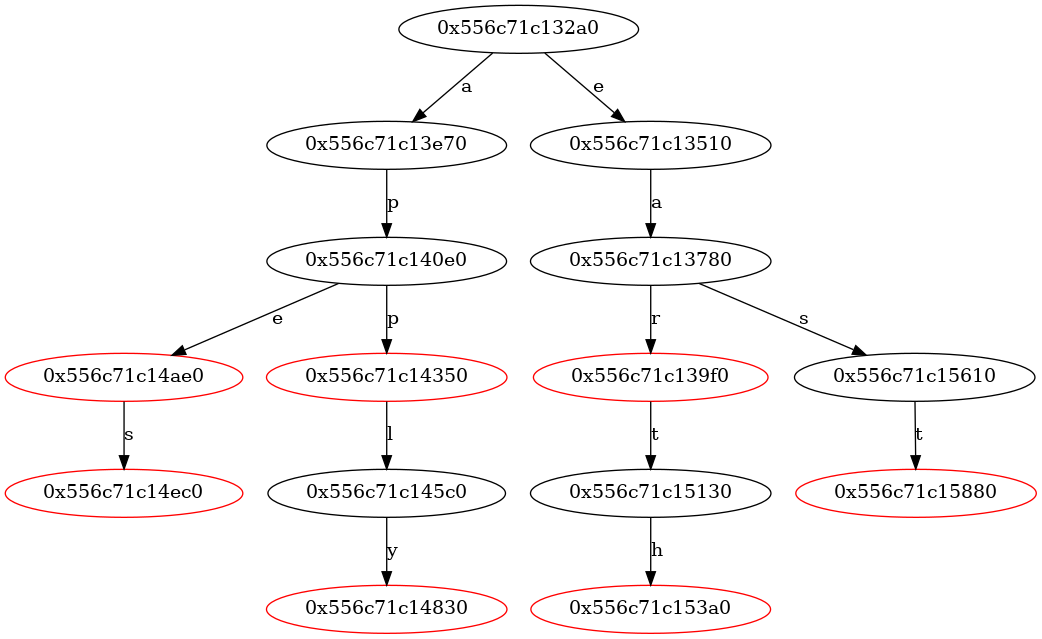 0x556c71c132a0
a e
0x556c71c13e70 0x556c71c13510
p a
0x556c71c140e0 0x556c71c13780
e p r s
0x556c71c14ae0 0x556c71c14350 0x556c71c139f0 0x556c71c15610
s l t t
0x556c71c14ec0 0x556c71c145c0 0x556c71c15130 0x556c71c15880
y h
0x556c71c14830 0x556c71c153a0